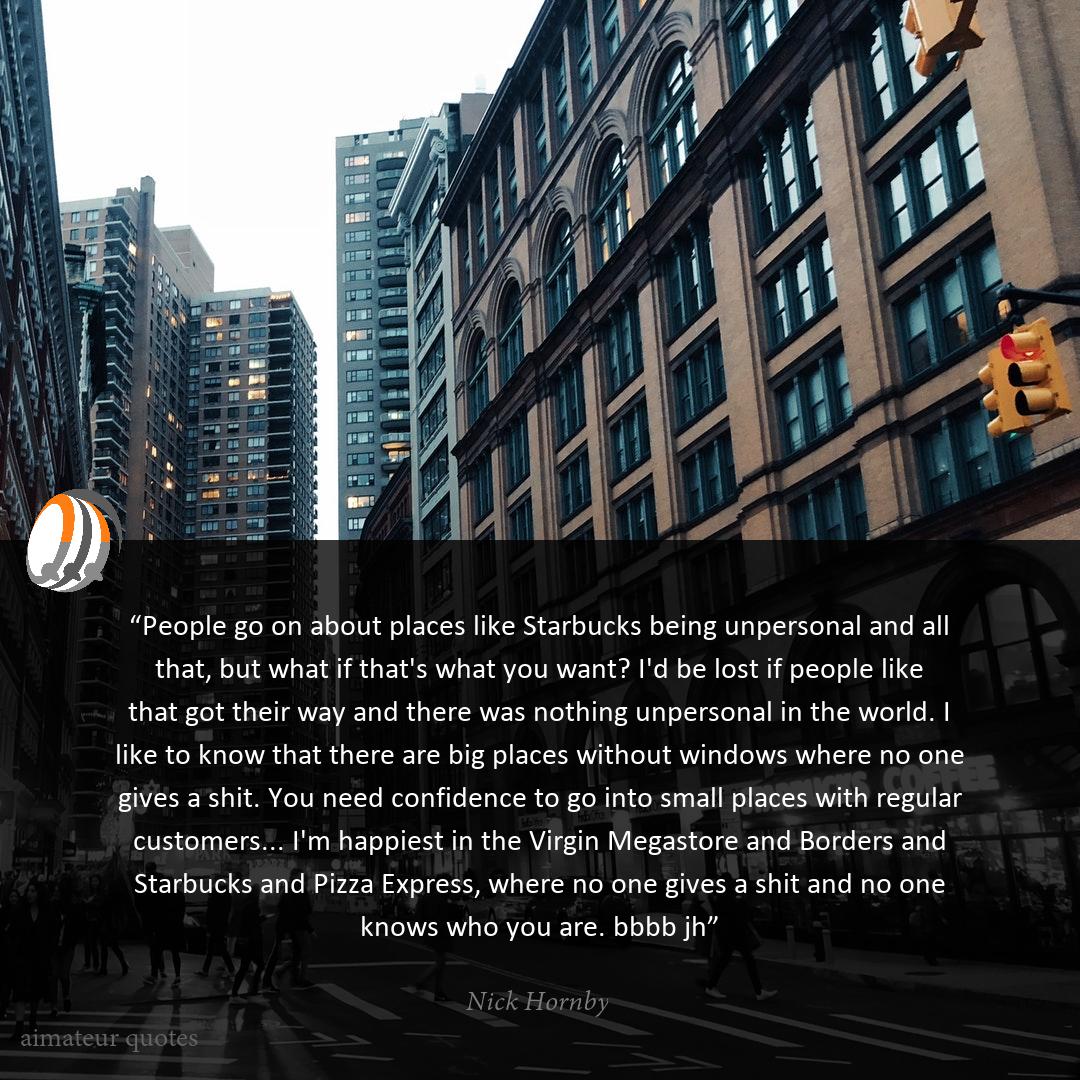 “People go on about places like Starbucks being unpersonal and all
that, but what if that's what you want? I'd be lost if people like
that got their way and there was nothing unpersonal in the world. I
like to know that there are big places without windows where no one
gives a shit. You need confidence to go into small places with regular
customers... I'm happiest in the Virgin Megastore and Borders and
Starbucks and Pizza Express, where no one gives a shit and no one
knows who you are. bbbb jh”
COFFEE
Nick Hornby
aimateur quotes